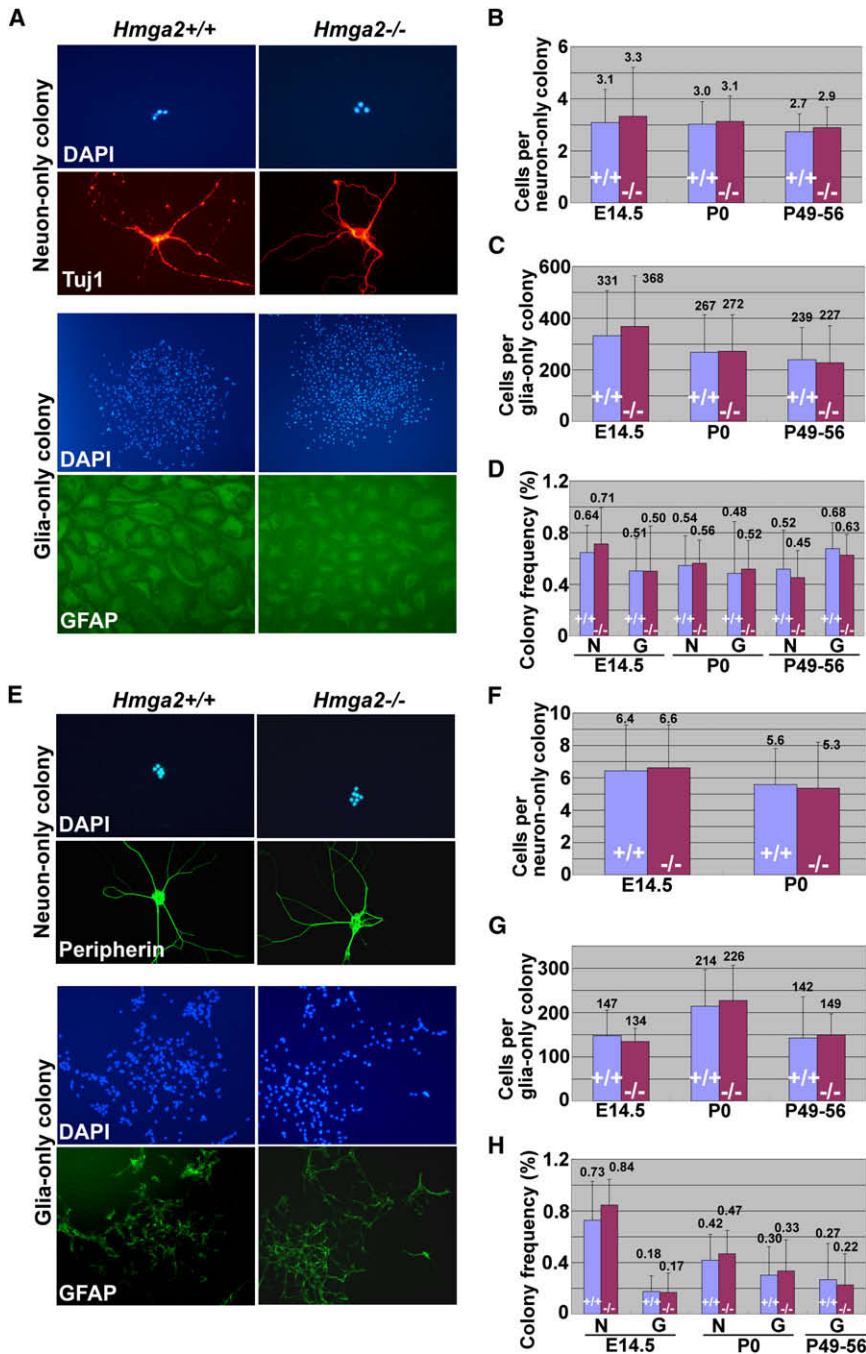 A
Hmga2+/+ Hmga2-/-
Neuon-only colony
DAPI
Tuj1
Glia-only colony
DAPI
GFAP
B
Cells per
neuron-only colony
6
4
2
0
3.1 3.3 3.0 3.1 2.7 2.9
+/+ -/- +/+ -/- +/+ -/-
E14.5 P0 P49-56
C
Cells per
glia-only colony
600
400
200
0
331 368 267 272 239 227
+/+ -/- +/+ -/- +/+ -/-
E14.5 P0 P49-56
D
Colony frequency (%)
1.2
0.8
0.4
0
0.64 0.71 0.51 0.50 0.54 0.56 0.48 0.52 0.52 0.45 0.68 0.63
+/+ -/- +/+ -/- +/+ -/- +/+ -/- +/+ -/- +/+ -/-
N G N G N G
E14.5 P0 P49-56
E
Hmga2+/+ Hmga2-/-
Neuon-only colony
DAPI
Peripherin
Glia-only colony
DAPI
GFAP
F
Cells per
neuron-only colony
10
8
6
4
2
0
6.4 6.6 5.6 5.3
+/+ -/- +/+ -/-
E14.5 P0
G
Cells per
glia-only colony
300
200
100
0
147 134 214 226 142 149
+/+ -/- +/+ -/- +/+ -/-
E14.5 P0 P49-56
H
Colony frequency (%)
1.2
0.8
0.4
0
0.73 0.84 0.18 0.17 0.42 0.47 0.30 0.33 0.27 0.22
+/+ -/- +/+ -/- +/+ -/- +/+ -/- +/+ -/-
N G N G G
E14.5 P0 P49-56